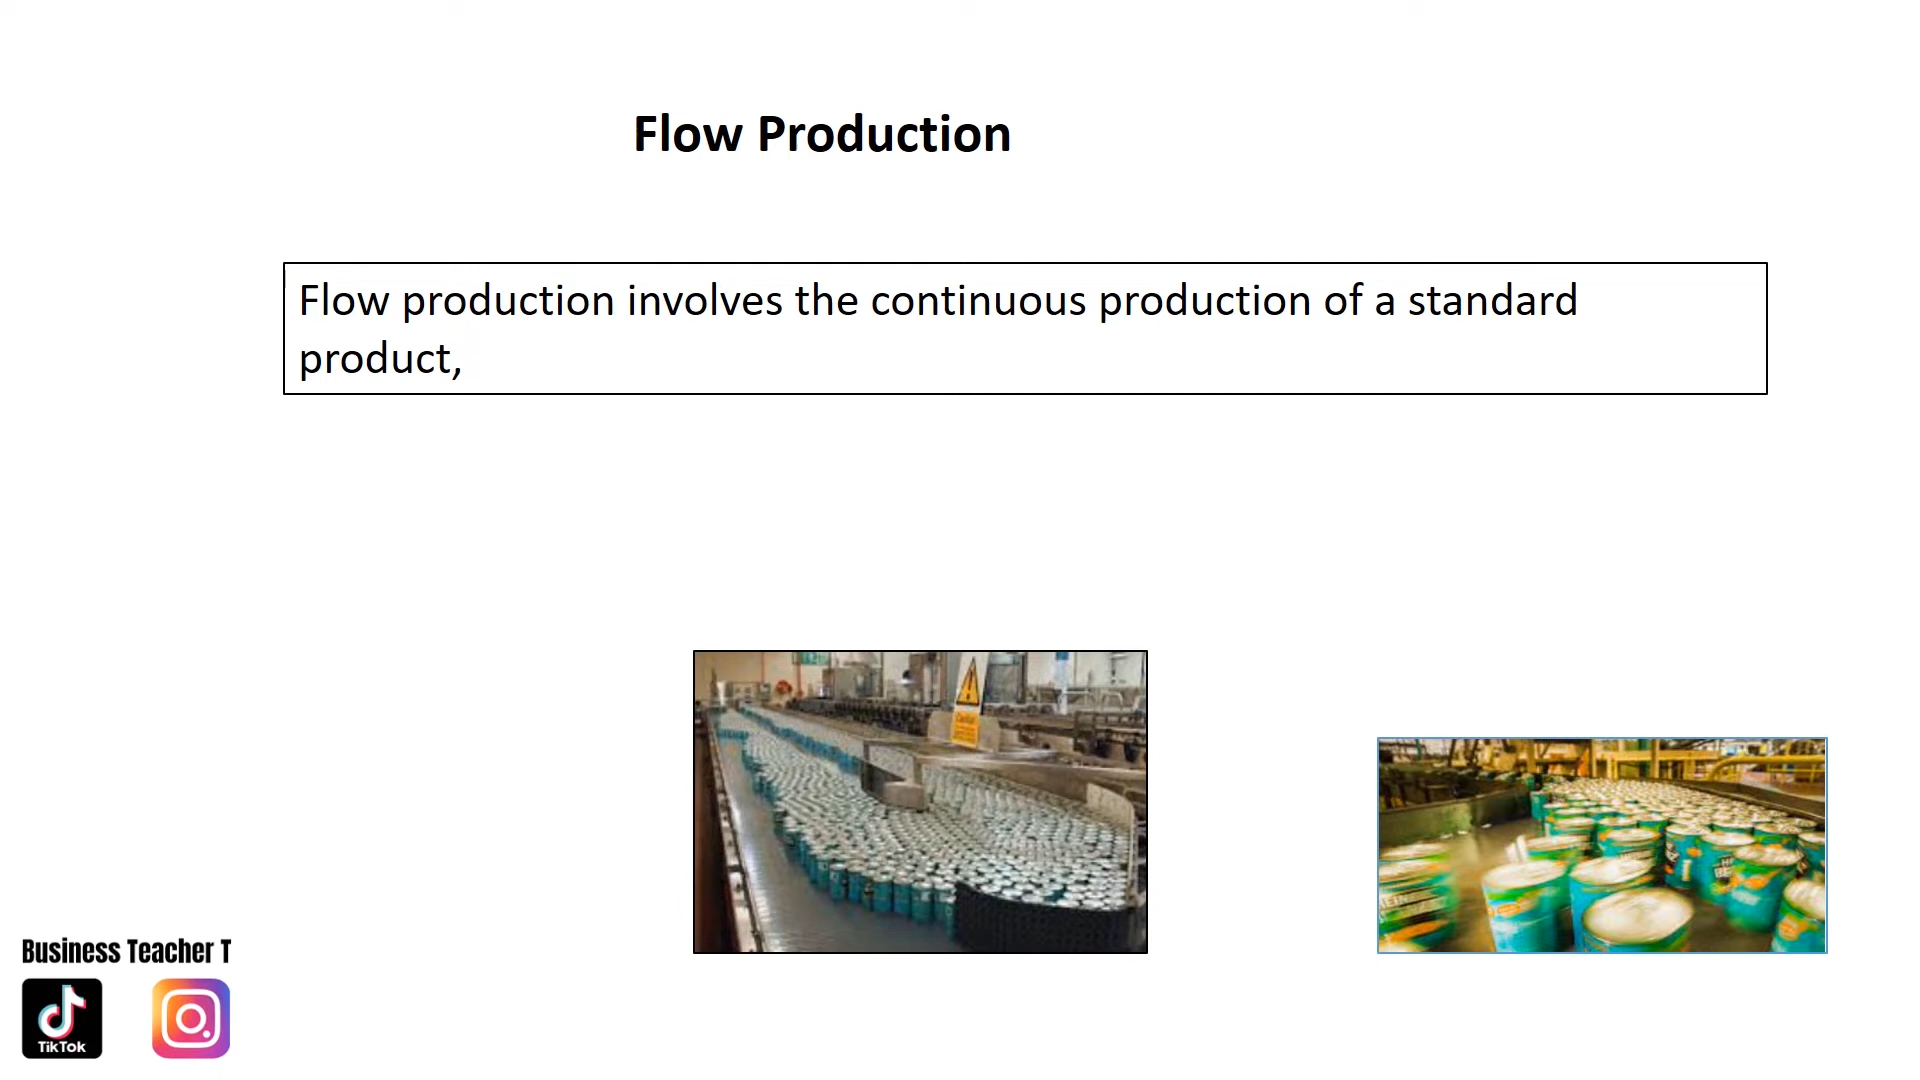 Flow Production
Flow production involves the continuous production of a standard
product,
Business Teacher T
TikTok